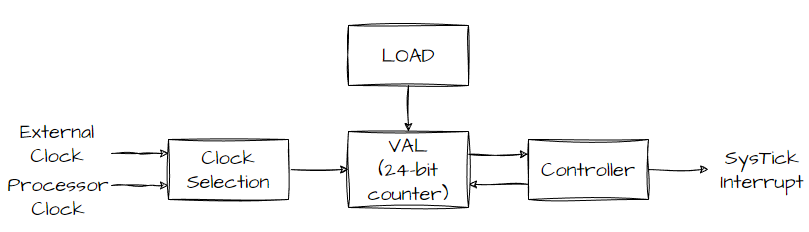 LOAD
External
Clock
Processor
Clock
Clock
Selection
VAL
(24-bit
counter)
Controller
SysTick
Interrupt